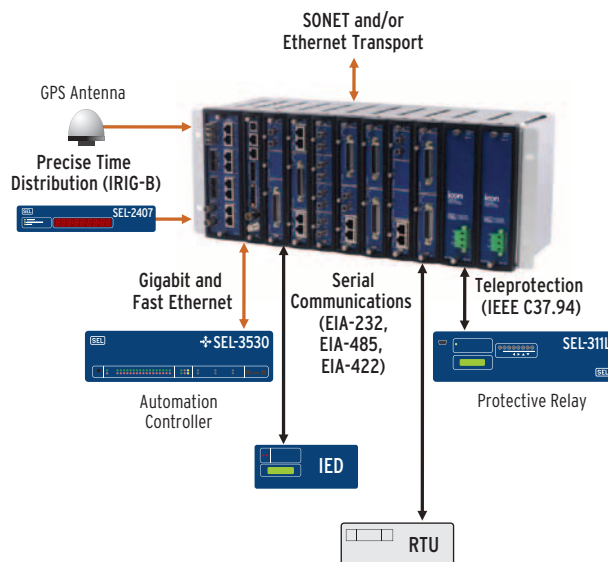 SONET and/or
Ethernet Transport
GPS Antenna
Precise Time
Distribution (IRIG-B)
SEL
SEL-2407
icon
icon
Gigabit and
Fast Ethernet
Serial
Communications
(EIA-232,
EIA-485,
EIA-422)
Teleprotection
(IEEE C37.94)
SEL
SEL-3530
Automation
Controller
SEL-311L
SEL
Protective Relay
IED
RTU